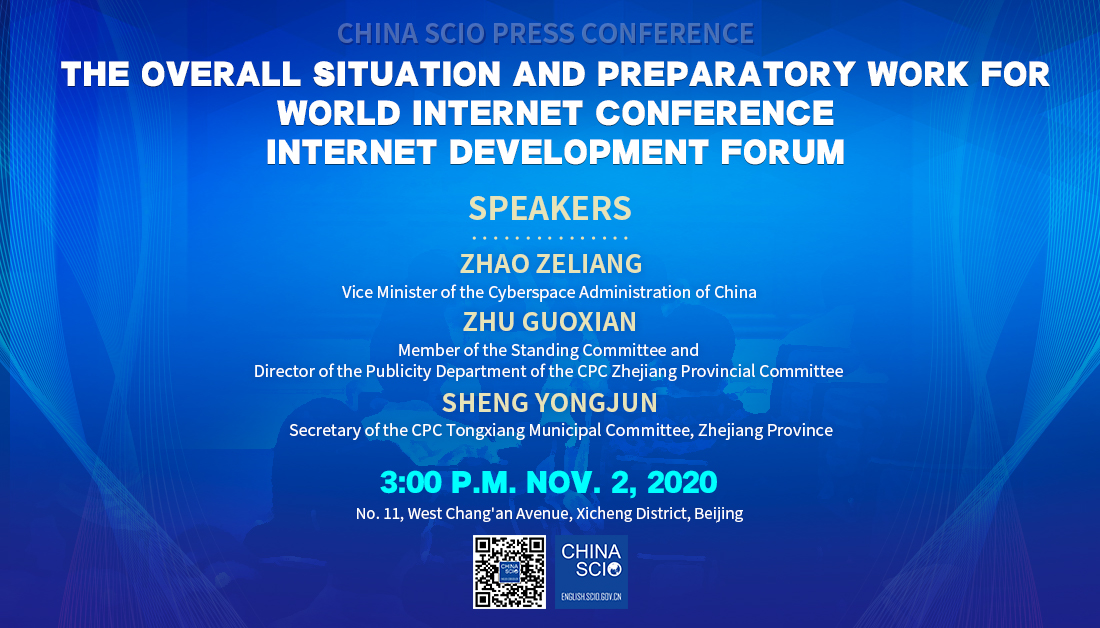 CHINA SCIO PRESS CONFERENCE
THE OVERALL SITUATION AND PREPARATORY WORK FOR
WORLD INTERNET CONFERENCE
INTERNET DEVELOPMENT FORUM
SPEAKERS
ZHAO ZELIANG
Vice Minister of the Cyberspace Administration of China
ZHU GUOXIAN
Member of the Standing Committee and
Director of the Publicity Department of the CPC Zhejiang Provincial Committee
SHENG YONGJUN
Secretary of the CPC Tongxiang Municipal Committee, Zhejiang Province
3:00 P.M. NOV. 2, 2020
No. 11, West Chang'an Avenue, Xicheng District, Beijing
CHINA
SCIO
CHINA
SCIO
ENGLISH.SCIO.GOV.CN